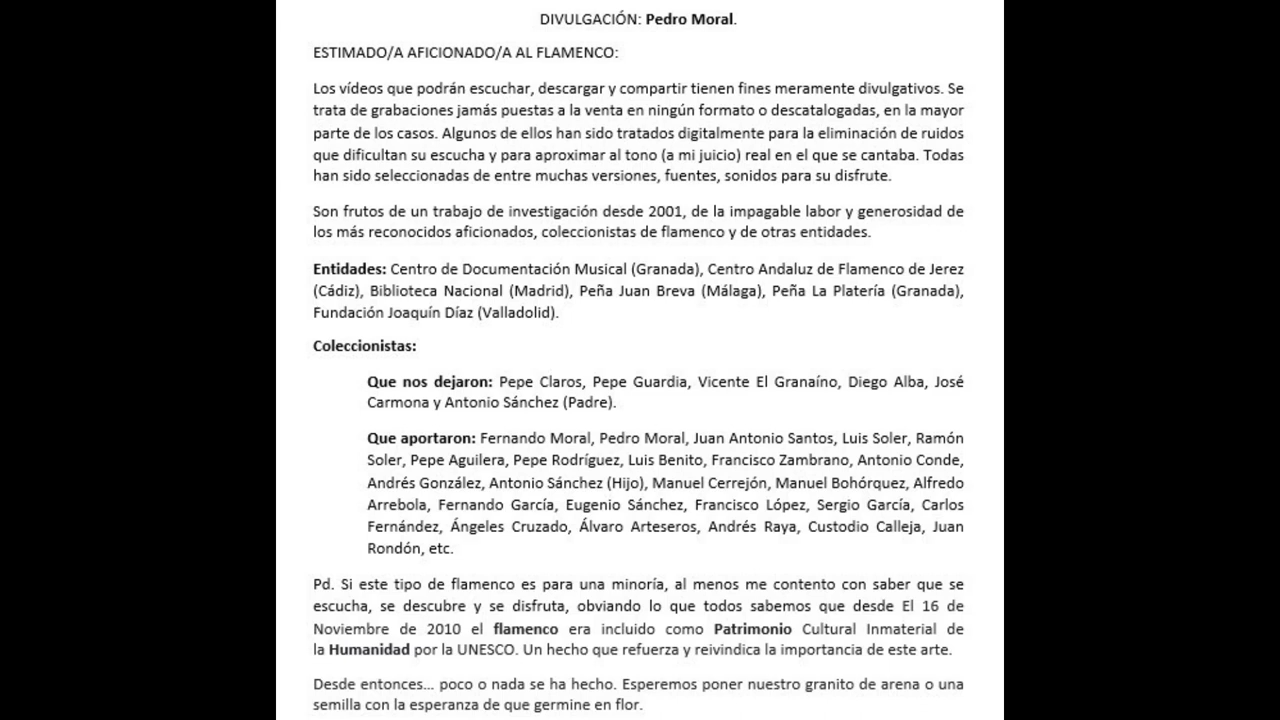 DIVULGACIÓN: Pedro Moral.
ESTIMADO/A AFICIONADO/A AL FLAMENCO:
Los vídeos que podrán escuchar, descargar y compartir tienen fines meramente divulgativos. Se
trata de grabaciones jamás puestas a la venta en ningún formato o descatalogadas, en la mayor
parte de los casos. Algunos de ellos han sido tratados digitalmente para la eliminación de ruidos
que dificultan su escucha y para aproximar al tono (a mi juicio) real en el que se cantaba. Todas
han sido seleccionadas de entre muchas versiones, fuentes, sonidos para su disfrute.
Son frutos de un trabajo de investigación desde 2001, de la impagable labor y generosidad de
los más reconocidos aficionados, coleccionistas de flamenco y de otras entidades.
Entidades: Centro de Documentación Musical (Granada), Centro Andaluz de Flamenco de Jerez
(Cádiz), Biblioteca Nacional (Madrid), Peña Juan Breva (Málaga), Peña La Platería (Granada),
Fundación Joaquín Díaz (Valladolid).
Coleccionistas:
Que nos dejaron: Pepe Claros, Pepe Guardia, Vicente El Granaíno, Diego Alba, José
Carmona y Antonio Sánchez (Padre).
Que aportaron: Fernando Moral, Pedro Moral, Juan Antonio Santos, Luis Soler, Ramón
Soler, Pepe Aguilera, Pepe Rodríguez, Luis Benito, Francisco Zambrano, Antonio Conde,
Andrés González, Antonio Sánchez (Hijo), Manuel Cerrejón, Manuel Bohórquez, Alfredo
Arrebola, Fernando García, Eugenio Sánchez, Francisco López, Sergio García, Carlos
Fernández, Ángeles Cruzado, Álvaro Arteseros, Andrés Raya, Custodio Calleja, Juan
Rondón, etc.
Pd. Si este tipo de flamenco es para una minoría, al menos me contento con saber que se
escucha, se descubre y se disfruta, obviando lo que todos sabemos que desde El 16 de
Noviembre de 2010 el flamenco era incluido como Patrimonio Cultural Inmaterial de
la Humanidad por la UNESCO. Un hecho que refuerza y reivindica la importancia de este arte.
Desde entonces... poco o nada se ha hecho. Esperemos poner nuestro granito de arena o una
semilla con la esperanza de que germine en flor.